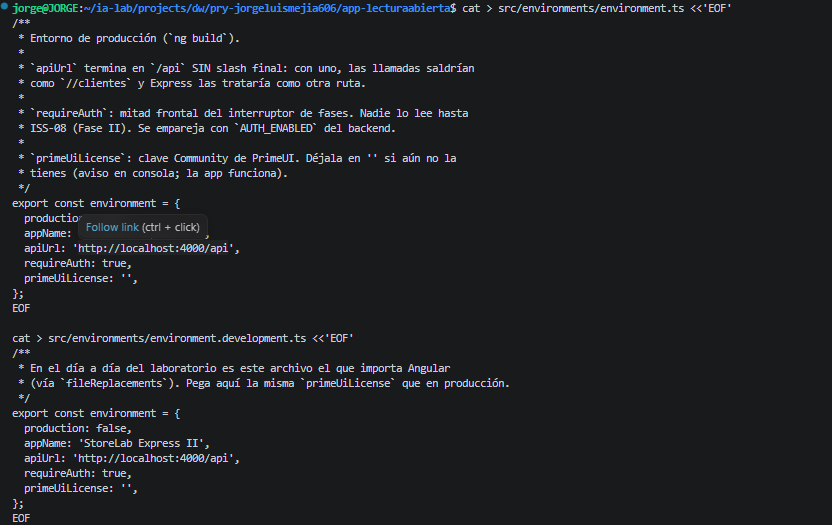 jorge@JORGE:~/ia-lab/projects/dw/pry-jorgeluismejia606/app-lecturaabierta$ cat > src/environments/environment.ts <<'EOF'
/**
 * Entorno de producción (`ng build`).
 *
 * `apiUrl` termina en `/api` SIN slash final: con uno, las llamadas saldrían
 * como `//clientes` y Express las trataría como otra ruta.
 *
 * `requireAuth`: mitad frontal del interruptor de fases. Nadie lo lee hasta
 * ISS-08 (Fase II). Se empareja con `AUTH_ENABLED` del backend.
 *
 * `primeUiLicense`: clave Community de PrimeUI. Déjala en '' si aún no la
 * tienes (aviso en consola; la app funciona).
 */
export const environment = {
  appName:
Follow link (ctrl + click)
  apiUrl: 'http://localhost:4000/api',
  requireAuth: true,
  primeUiLicense: '',
};
EOF

cat > src/environments/environment.development.ts <<'EOF'
/**
 * En el día a día del laboratorio es este archivo el que importa Angular
 * (vía `fileReplacements`). Pega aquí la misma `primeUiLicense` que en producción.
 */
export const environment = {
  production: false,
  appName: 'StoreLab Express II',
  apiUrl: 'http://localhost:4000/api',
  requireAuth: true,
  primeUiLicense: '',
};
EOF